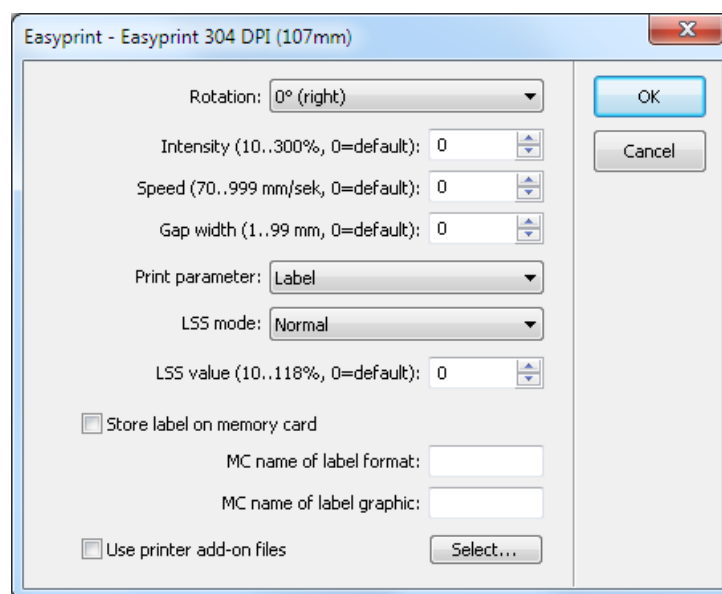 Easyprint - Easyprint 304 DPI (107mm)
Rotation: 0° (right)
OK
Intensity (10..300%, 0=default): 0
Cancel
Speed (70..999 mm/sek, 0=default): 0
Gap width (1..99 mm, 0=default): 0
Print parameter: Label
LSS mode: Normal
LSS value (10..118%, 0=default): 0
Store label on memory card
MC name of label format:
MC name of label graphic:
Use printer add-on files
Select...